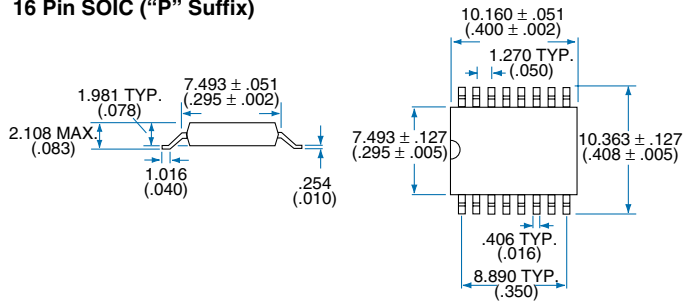 16 Pin SOIC (“P” Suffix)
10.160 ± .051
(.400 ± .002)
1.270 TYP.
(.050)
7.493 ± .051
(.295 ± .002)
1.981 TYP.
(.078)
2.108 MAX.
(.083)
1.016
(.040)
.254
(.010)
7.493 ± .127
(.295 ± .005)
10.363 ± .127
(.408 ± .005)
.406 TYP.
(.016)
8.890 TYP.
(.350)